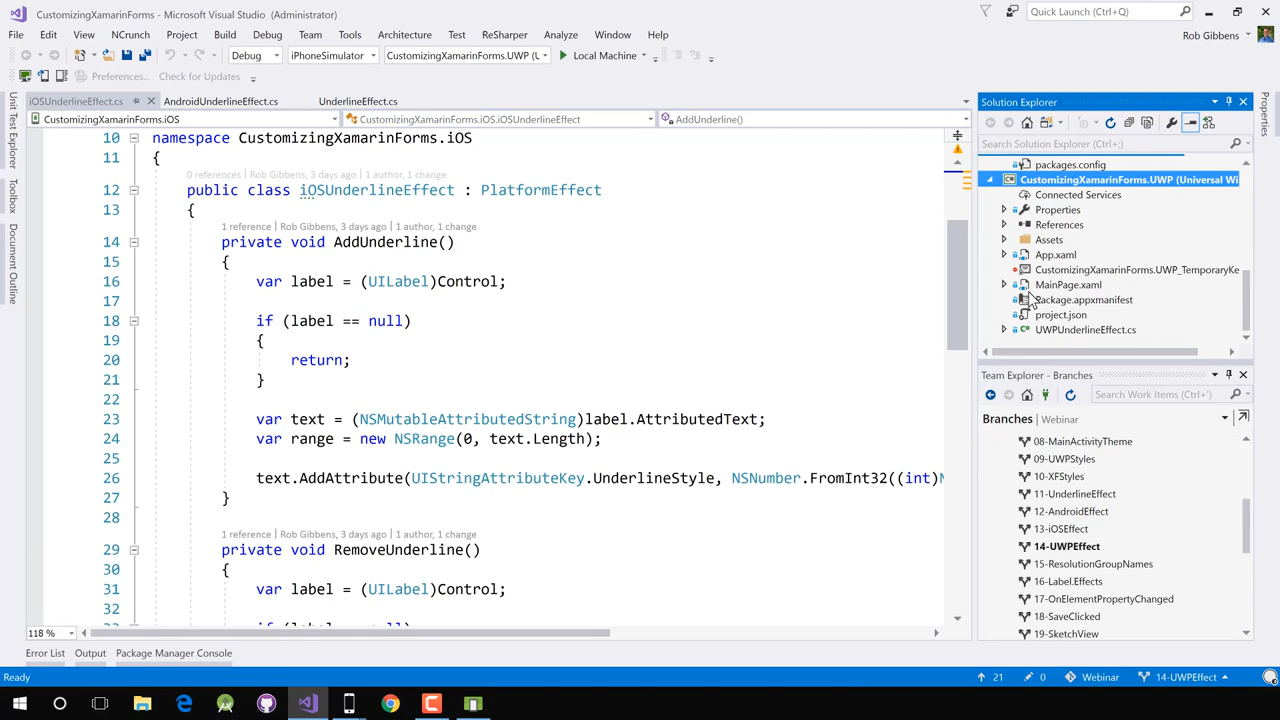 CustomizingXamarinForms - Microsoft Visual Studio (Administrator)
Quick Launch (Ctrl+Q)
File Edit View NCrunch Project Build Debug Team Tools Architecture Test ReSharper Analyze Window Help
Rob Gibbens
Debug iPhoneSimulator CustomizingXamarinForms.UWP (U Local Machine
Preferences... Check for Updates
iOSUnderlineEffect.cs AndroidUnderlineEffect.cs UnderlineEffect.cs
CustomizingXamarinForms.iOS CustomizingXamarinForms.iOS.iOSUnderlineEffect AddUnderline()
Unit Test Explorer
Toolbox
Document Outline
10 namespace CustomizingXamarinForms.iOS
11 {
0 references | Rob Gibbens, 3 days ago | 1 author, 1 change
12 public class iOSUnderlineEffect : PlatformEffect
13 {
1 reference | Rob Gibbens, 3 days ago | 1 author, 1 change
14 private void AddUnderline()
15 {
16 var label = (UILabel)Control;
17
18 if (label == null)
19 {
20 return;
21 }
22
23 var text = (NSMutableAttributedString)label.AttributedText;
24 var range = new NSRange(0, text.Length);
25
26 text.AddAttribute(UIStringAttributeKey.UnderlineStyle, NSNumber.FromInt32((int)N
27 }
28
1 reference | Rob Gibbens, 3 days ago | 1 author, 1 change
29 private void RemoveUnderline()
30 {
31 var label = (UILabel)Control;
32
118 %
Solution Explorer
Search Solution Explorer (Ctrl+;)
packages.config
CustomizingXamarinForms.UWP (Universal Wi
Connected Services
Properties
References
Assets
App.xaml
CustomizingXamarinForms.UWP_TemporaryKe
MainPage.xaml
Package.appxmanifest
project.json
UWPUnderlineEffect.cs
Properties
Team Explorer - Branches
Search Work Items (Ctrl+')
Branches | Webinar
08-MainActivityTheme
09-UWPStyles
10-XFStyles
11-UnderlineEffect
12-AndroidEffect
13-iOSEffect
14-UWPEffect
15-ResolutionGroupNames
16-Label.Effects
17-OnElementPropertyChanged
18-SaveClicked
19-SketchView
Error List Output Package Manager Console
Ready 21 0 Webinar 14-UWPEffect